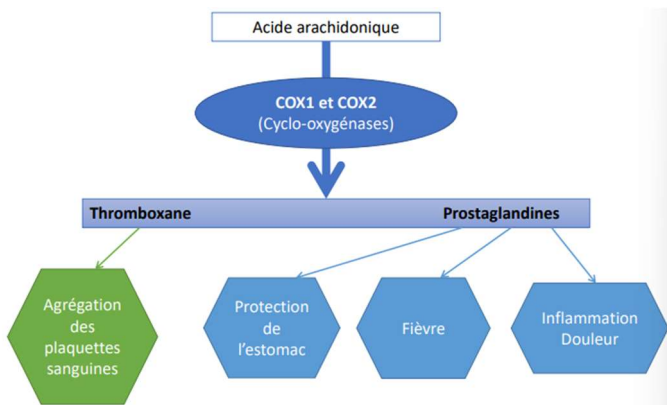 Acide arachidonique
COX1 et COX2
(Cyclo-oxygénases)
Thromboxane
Prostaglandines
Agrégation
des
plaquettes
sanguines
Protection
de
l'estomac
Fièvre
Inflammation
Douleur